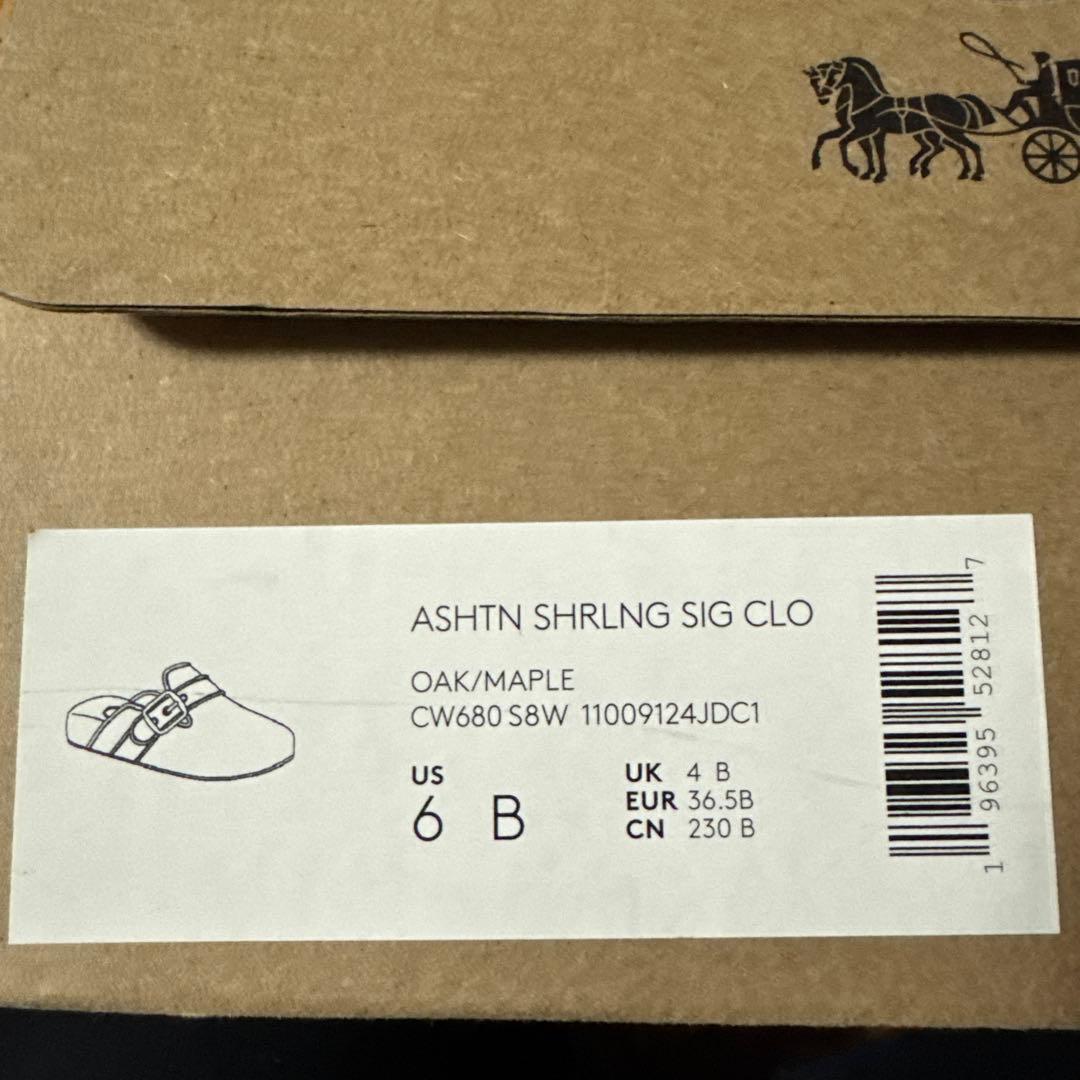 ASHTN SHRLNG SIG CLO
OAK/MAPLE
CW680 S8W 11009124JDC1
US
6 B
UK 4 B
EUR 36.5B
CN 230 B
1 96395 52812 7